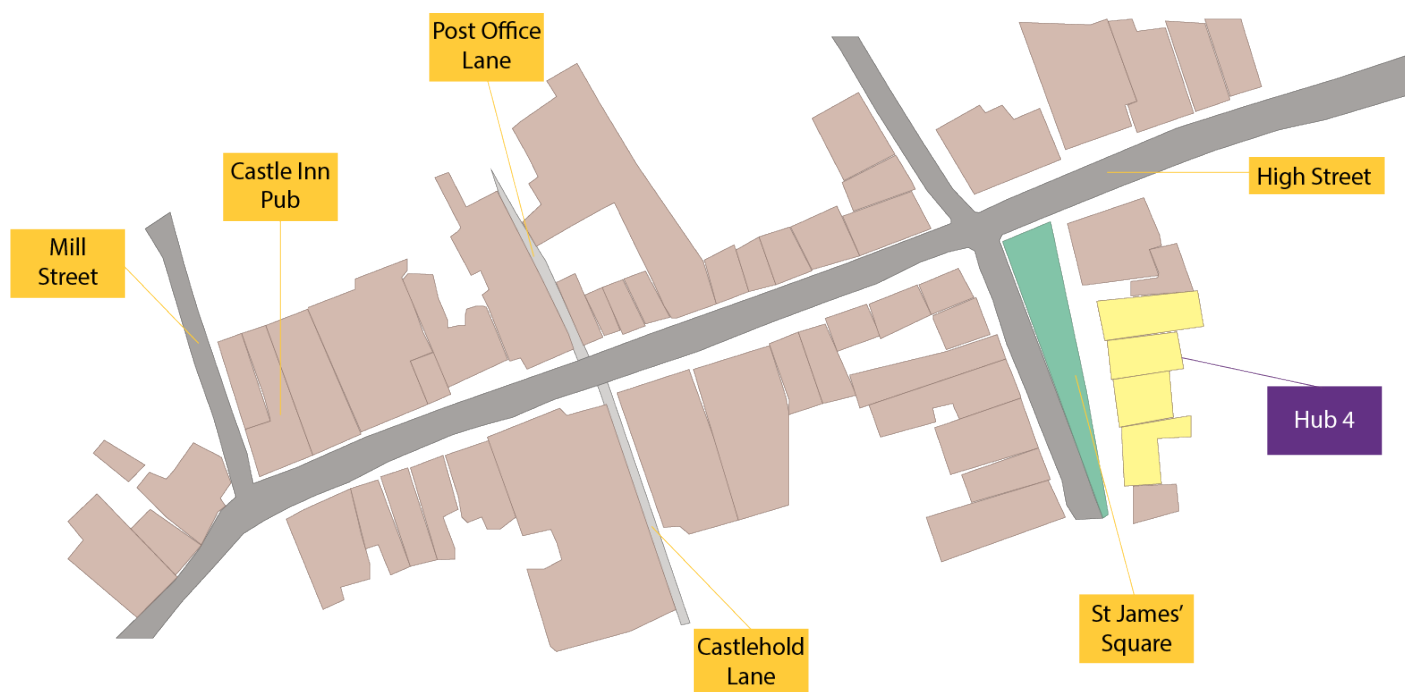 Post Office
Lane
Castle Inn
Pub
High Street
Mill
Street
Hub 4
St James’
Square
Castlehold
Lane